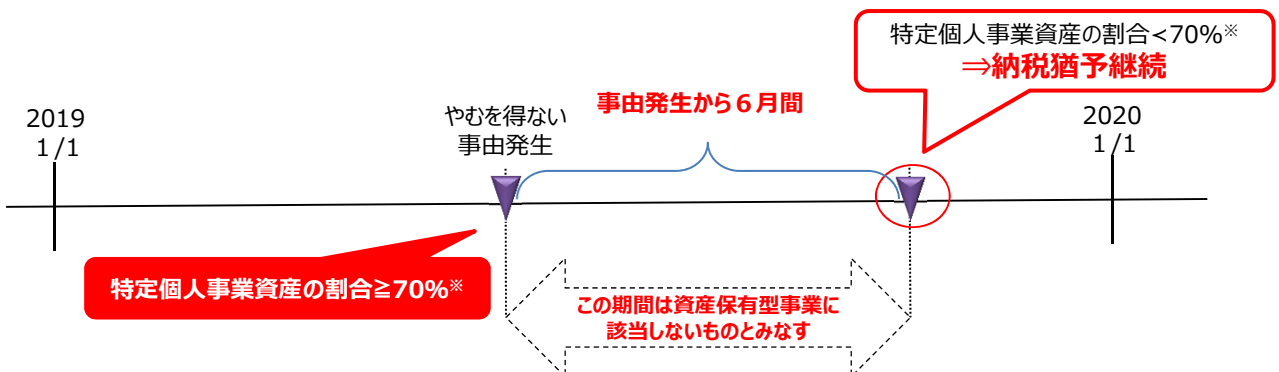 特定個人事業資産の割合<70%※
⇒納税猶予継続
事由発生から６月間
2019
１/１
やむを得ない
事由発生
2020
１/１
特定個人事業資産の割合≧70%※
この期間は資産保有型事業に
該当しないものとみなす